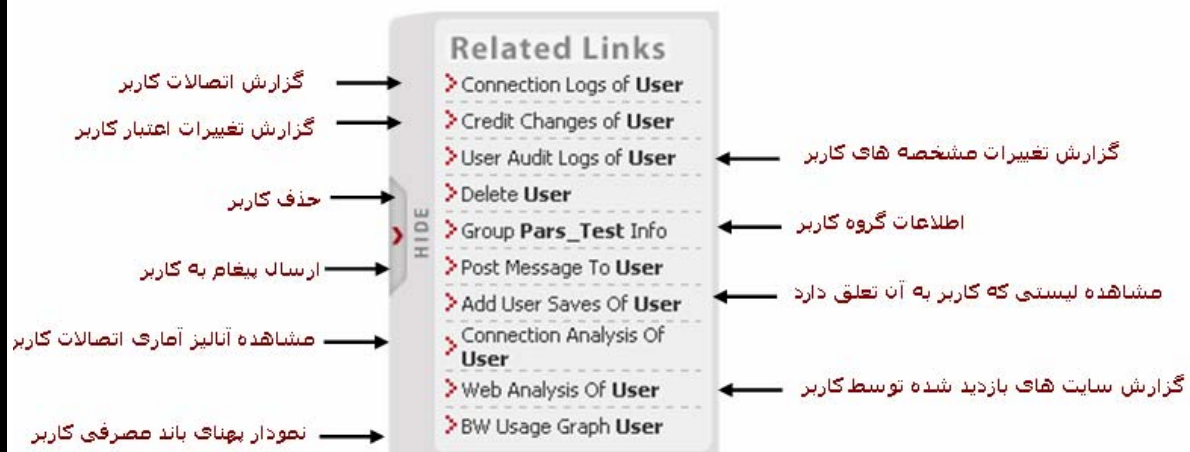 Related Links
Connection Logs of User
Credit Changes of User
User Audit Logs of User
Delete User
Group Pars_Test Info
Post Message To User
Add User Saves Of User
Connection Analysis Of
User
Web Analysis Of User
BW Usage Graph User
HIDE
گزارش اتصالات کاربر
گزارش تغییرات اعتبار کاربر
حذف کاربر
ارسال پیغام به کاربر
مشاهده آنالیز آماری اتصالات کاربر
نمودار پهنای باند مصرفی کاربر
گزارش تغییرات مشخصه های کاربر
اطلاعات گروه کاربر
مشاهده لیستی که کاربر به آن تعلق دارد
گزارش سایت های بازدید شده توسط کاربر